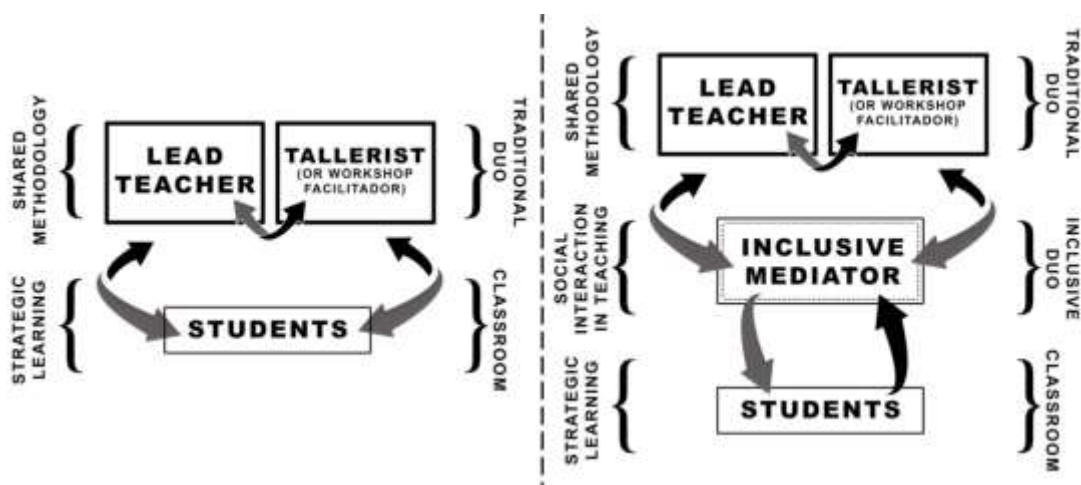 SHARED
METHODOLOGY
LEAD
TEACHER
TALLERIST
(OR WORKSHOP
FACILITADOR)
TRADITIONAL
DUO
STRATEGIC
LEARNING
STUDENTS
CLASSROOM
SHARED
METHODOLOGY
LEAD
TEACHER
TALLERIST
(OR WORKSHOP
FACILITADOR)
TRADITIONAL
DUO
SOCIAL
INTERACTION
IN TEACHING
INCLUSIVE
MEDIATOR
INCLUSIVE
DUO
STRATEGIC
LEARNING
STUDENTS
CLASSROOM